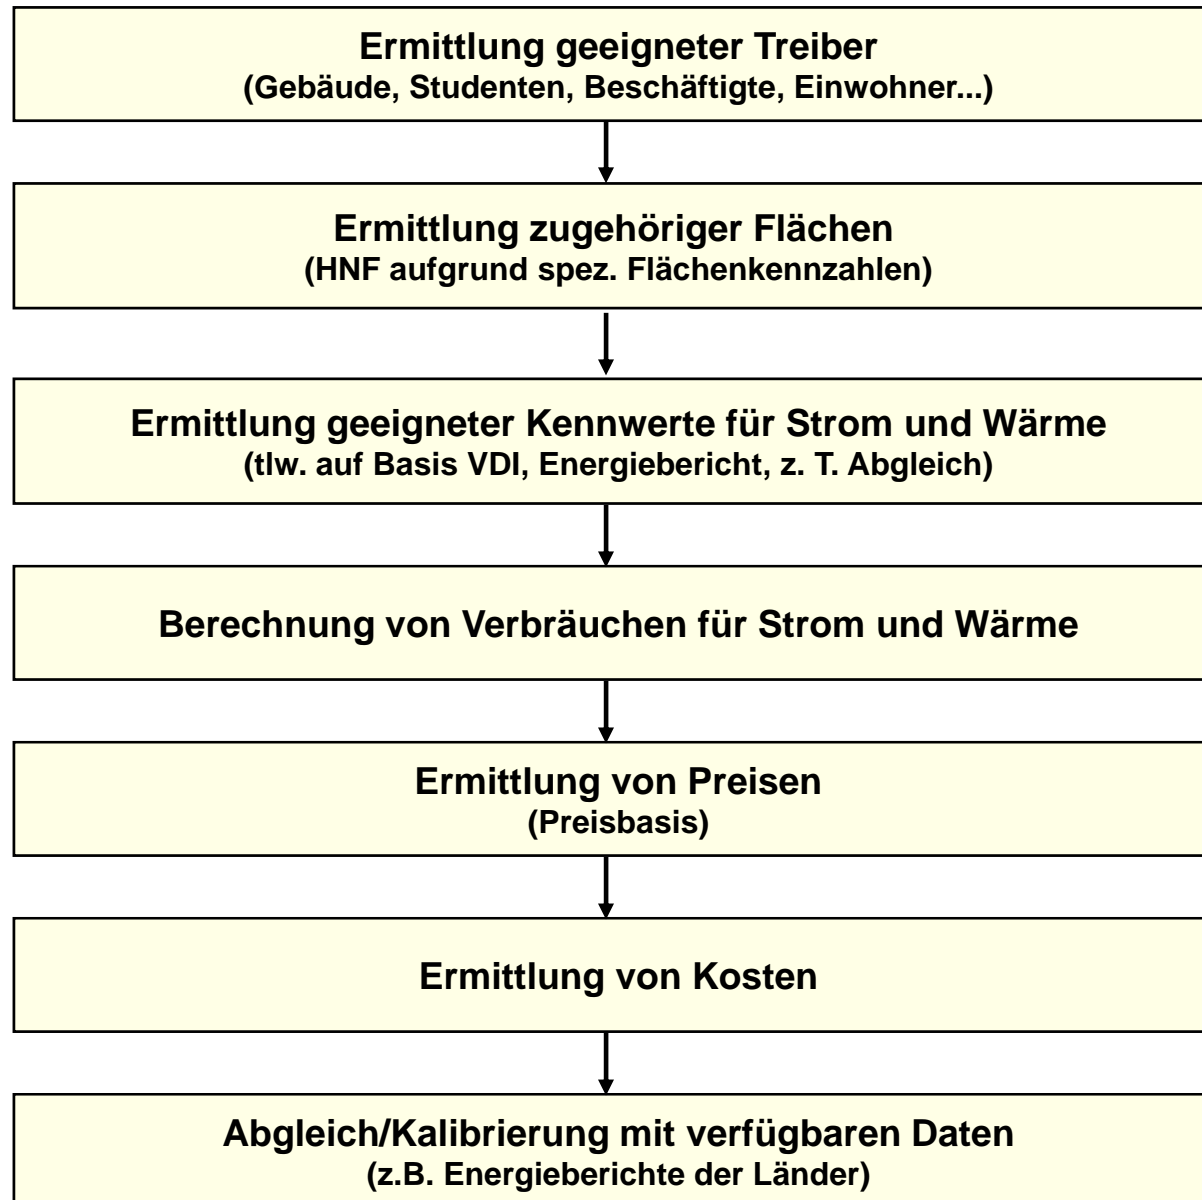 Ermittlung geeigneter Treiber
(Gebäude, Studenten, Beschäftigte, Einwohner...)
Ermittlung zugehöriger Flächen
(HNF aufgrund spez. Flächenkennzahlen)
Ermittlung geeigneter Kennwerte für Strom und Wärme
(tlw. auf Basis VDI, Energiebericht, z. T. Abgleich)
Berechnung von Verbräuchen für Strom und Wärme
Ermittlung von Preisen
(Preisbasis)
Ermittlung von Kosten
Abgleich/Kalibrierung mit verfügbaren Daten
(z.B. Energieberichte der Länder)